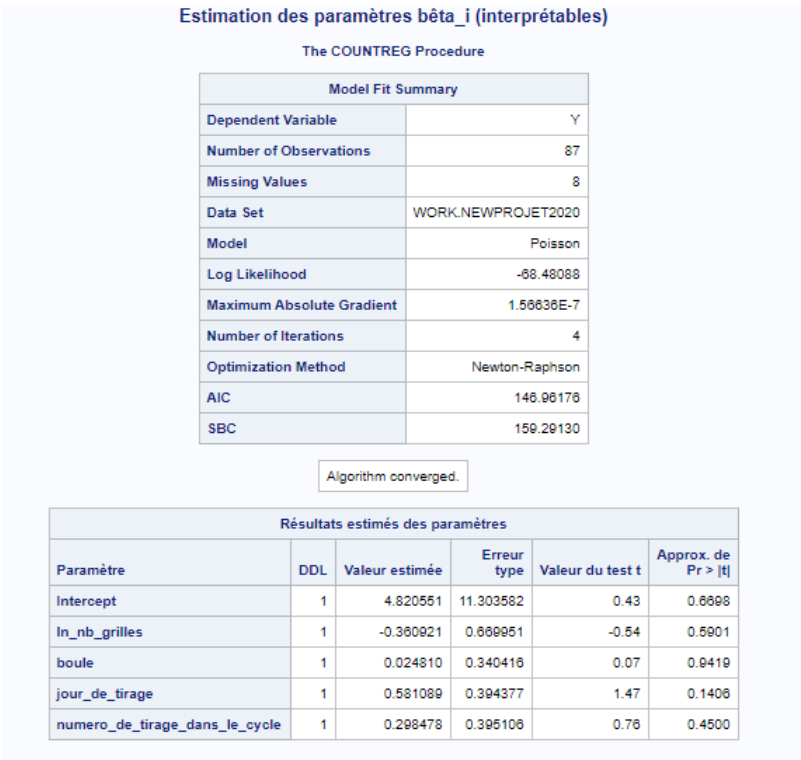 Estimation des paramètres bêta_i (interprétables)
The COUNTREG Procedure
Model Fit Summary
Dependent Variable Y
Number of Observations 87
Missing Values 8
Data Set WORK.NEWPROJET2020
Model Poisson
Log Likelihood -68.48088
Maximum Absolute Gradient 1.56636E-7
Number of Iterations 4
Optimization Method Newton-Raphson
AIC 146.96176
SBC 159.29130
Algorithm converged.
Résultats estimés des paramètres
Paramètre DDL Valeur estimée Erreur type Valeur du test t Approx. de Pr > |t|
Intercept 1 4.820551 11.303582 0.43 0.6698
ln_nb_grilles 1 -0.360921 0.669951 -0.54 0.5901
boule 1 0.024810 0.340416 0.07 0.9419
jour_de_tirage 1 0.581089 0.394377 1.47 0.1406
numero_de_tirage_dans_le_cycle 1 0.298478 0.395106 0.76 0.4500